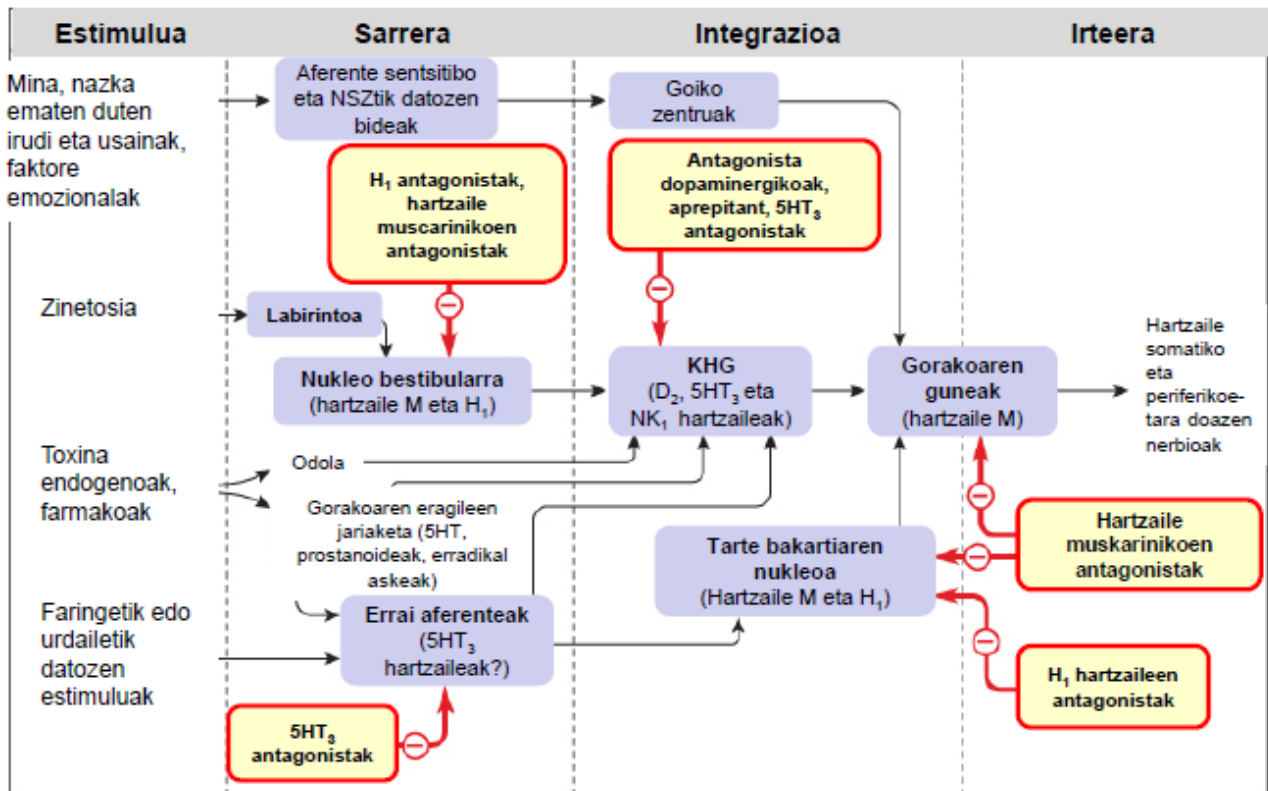 Estimulua
Sarrera
Integrazioa
Irteera
Mina, nazka
ematen duten
irudi eta usainak,
faktore
emozionalak
Aferente sentsitibo
eta NSZtik datozen
bideak
Goiko
zentruak
H₁ antagonistak,
hartzaile
muscarinikoen
antagonistak
Antagonista
dopaminergikoak,
aprepitant, 5HT₃
antagonistak
Zinetosia
Labirintoa
Nukleo bestibularra
(hartzaile M eta H₁)
KHG
(D₂, 5HT₃ eta
NK₁ hartzaileak)
Gorakoaren
guneak
(hartzaile M)
Hartzaile
somatiko
eta
periferikoe-
tara doazen
nerbioak
Toxina
endogenoak,
farmakoak
Odola
Gorakoaren eragileen
jariaketa (5HT,
prostanoideak, erradikal
askeak)
Tarte bakartiaren
nukleoa
(Hartzaile M eta H₁)
Hartzaile
muskarinikoen
antagonistak
Faringetik edo
urdailetik
datozen
estimuluak
Errai aferenteak
(5HT₃
hartzaileak?)
H₁ hartzaileen
antagonistak
5HT₃
antagonistak